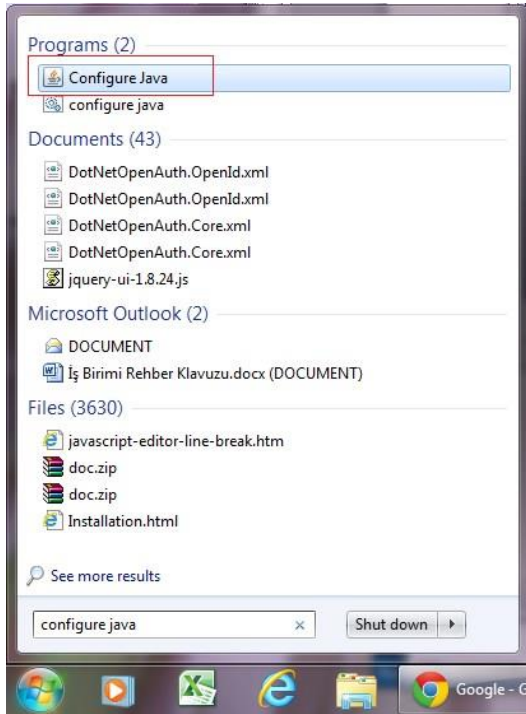 Programs (2)
Configure Java
configure java
Documents (43)
DotNetOpenAuth.OpenId.xml
DotNetOpenAuth.OpenId.xml
DotNetOpenAuth.Core.xml
DotNetOpenAuth.Core.xml
jquery-ui-1.8.24.js
Microsoft Outlook (2)
DOCUMENT
İş Birimi Rehber Klavuzu.docx (DOCUMENT)
Files (3630)
javascript-editor-line-break.htm
doc.zip
doc.zip
Installation.html
See more results
configure java
Shut down
Google - G